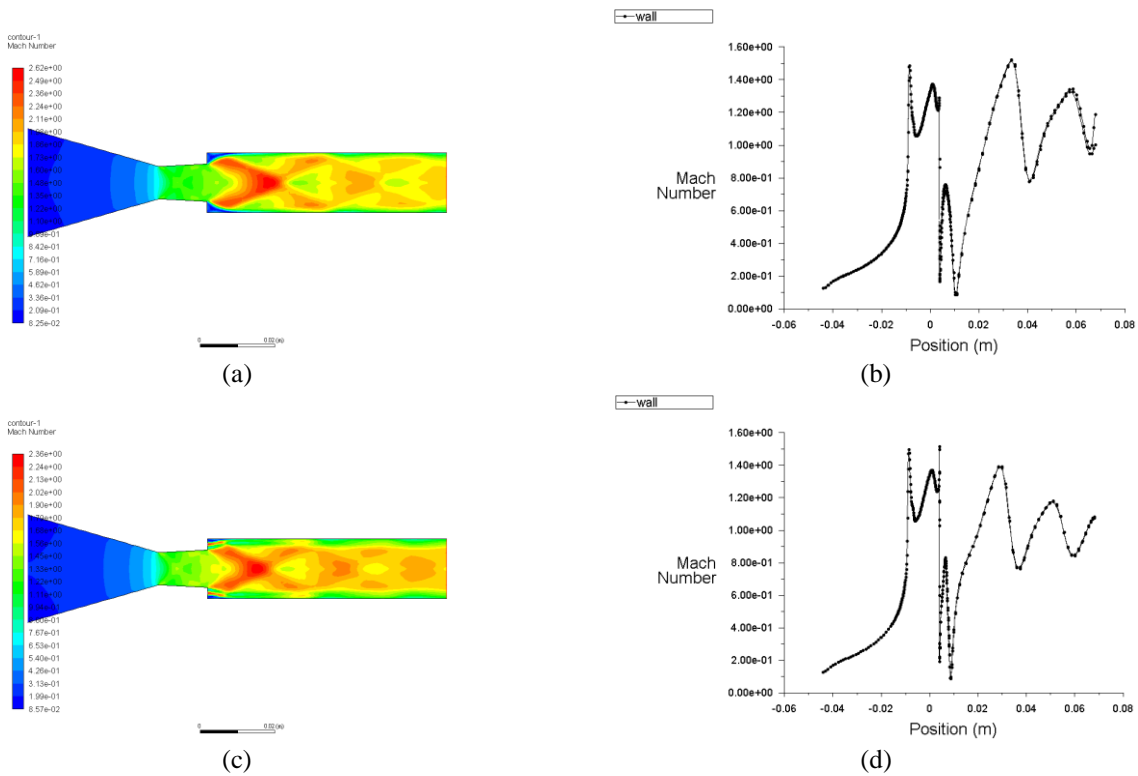 contour-1
Mach Number
2.62e+00
2.49e+00
2.36e+00
2.24e+00
2.11e+00
8.42e-01
7.15e-01
5.89e-01
4.62e-01
3.36e-01
2.09e-01
8.25e-02
0
0.02 (m)
(a)
wall
1.60e+00
1.40e+00
1.20e+00
1.00e+00
8.00e-01
6.00e-01
4.00e-01
2.00e-01
0.00e+00
Mach
Number
-0.06
-0.04
-0.02
0
0.02
0.04
0.06
0.08
Position (m)
(b)
contour-1
Mach Number
2.36e+00
2.24e+00
2.13e+00
2.02e+00
1.90e+00
7.67e-01
6.53e-01
5.40e-01
4.26e-01
3.13e-01
1.99e-01
8.57e-02
0
0.02 (m)
(c)
wall
1.60e+00
1.40e+00
1.20e+00
1.00e+00
8.00e-01
6.00e-01
4.00e-01
2.00e-01
0.00e+00
Mach
Number
-0.06
-0.04
-0.02
0
0.02
0.04
0.06
0.08
Position (m)
(d)